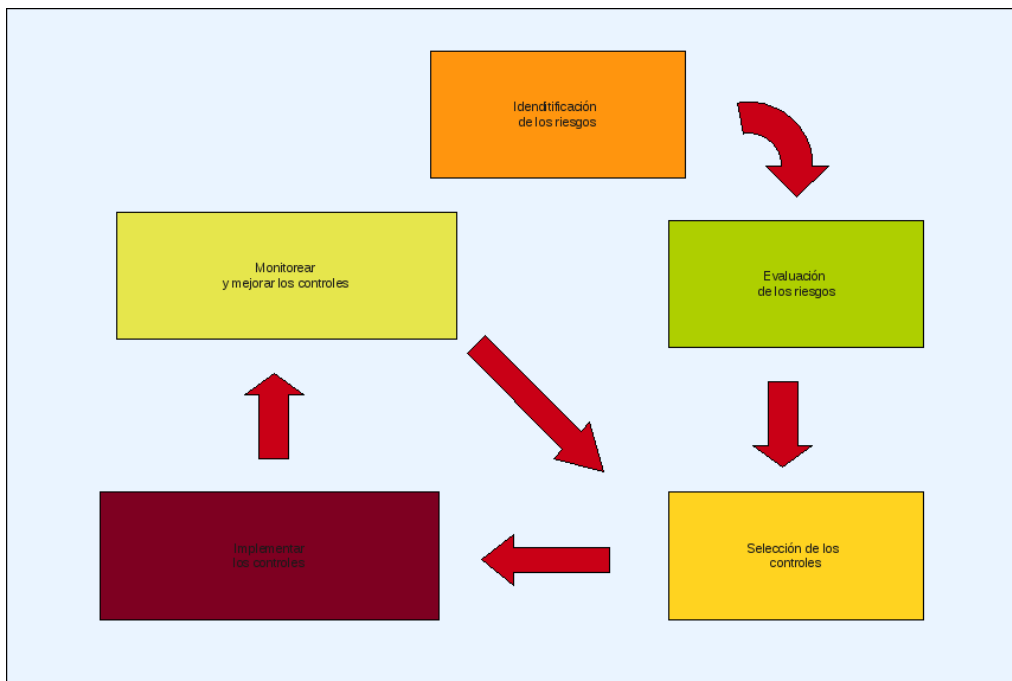 Idenditificación
de los riesgos
Evaluación
de los riesgos
Selección de los
controles
Implementar
los controles
Monitorear
y mejorar los controles